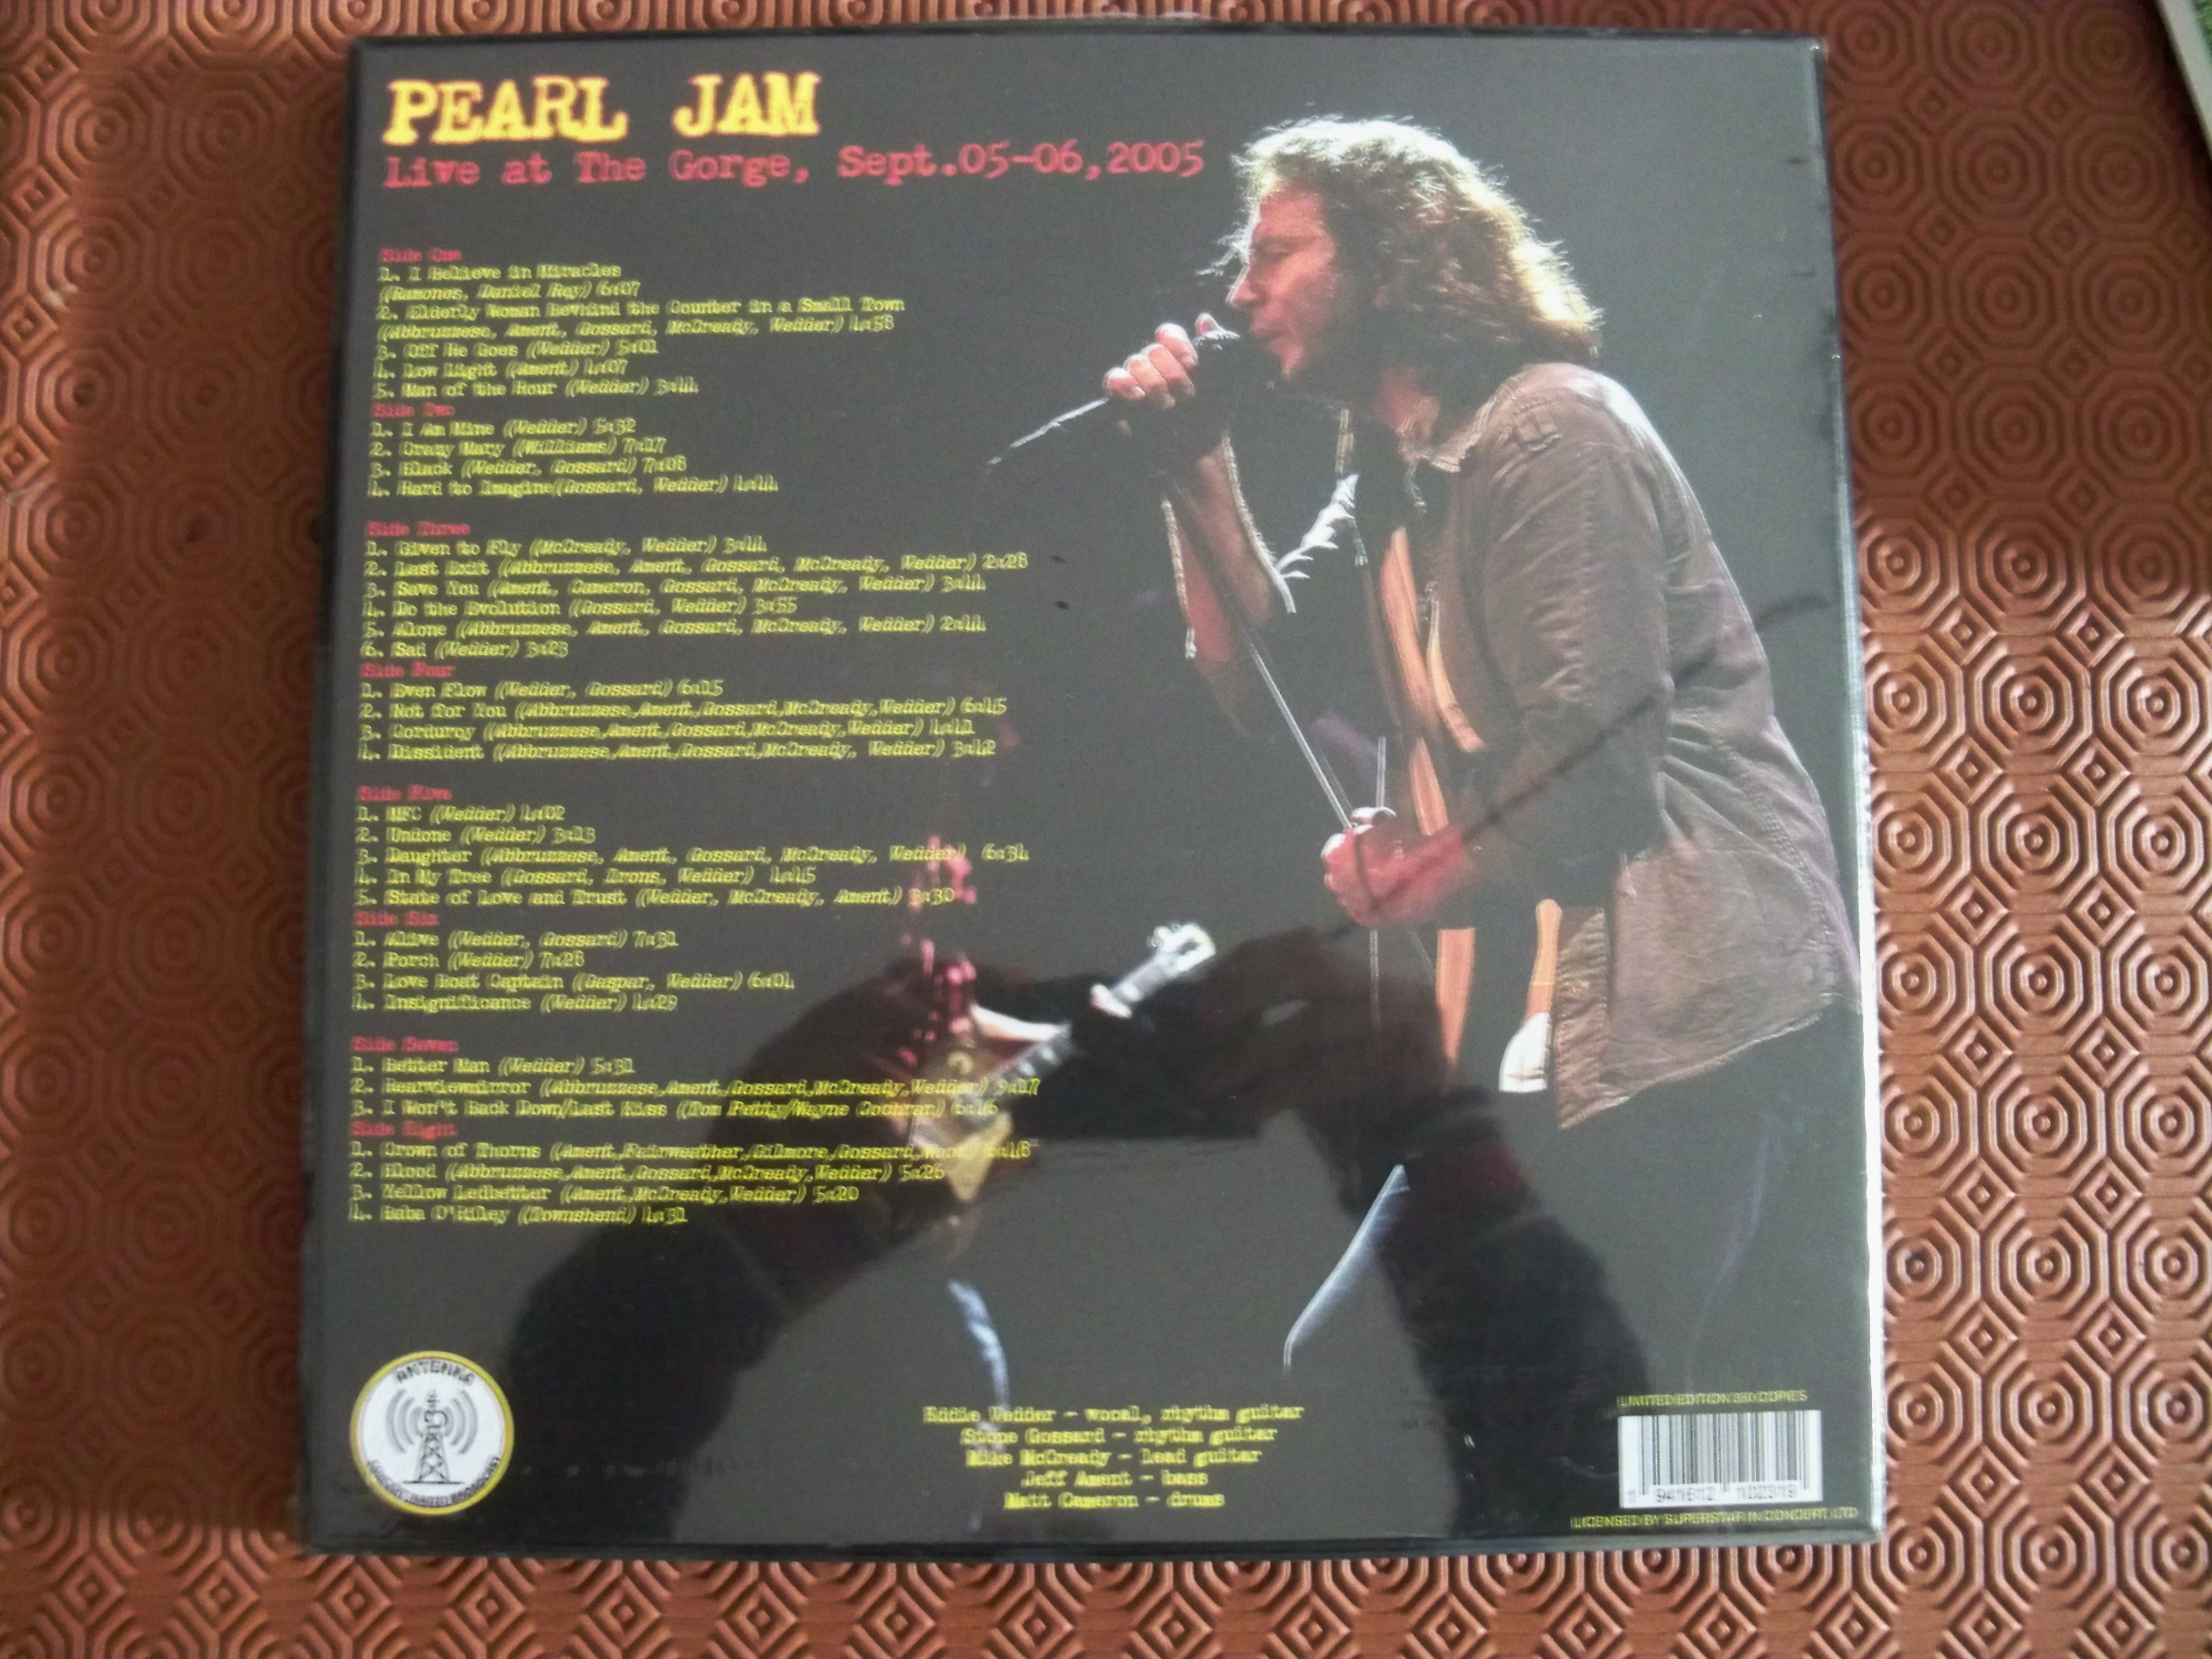 PEARL JAM
Live at The Gorge, Sept.05-06,2005
Side One
1. I Believe in Miracles
(Ramones, Daniel Rey) 6:07
2. Elderly Woman Bevhind the Counter in a Small Town
(Abbruzzese, Ament, Gossard, McCready, Vedder) 4:58
3. Off He Goes (Vedder) 5:01
4. Low Light (Ament) 4:07
5. Man of the Hour (Vedder) 3:44
Side Two
1. I Am Mine (Vedder) 5:32
2. Crazy Mary (Williams) 7:17
3. Black (Vedder, Gossard) 7:08
4. Hard to Imagine(Gossard, Vedder) 4:44
Side Three
1. Given to Fly (McCready, Vedder) 3:44
2. Last Exit (Abbruzzese, Ament, Gossard, McCready, Vedder) 2:28
3. Save You (Ament, Cameron, Gossard, McCready, Vedder) 3:44
4. Do the Evolution (Gossard, Vedder) 3:55
5. Alone (Abbruzzese, Ament, Gossard, McCready, Vedder) 2:44
6. Sad (Vedder) 3:23
Side Four
1. Even Flow (Vedder, Gossard) 6:15
2. Not for You (Abbruzzese,Ament,Gossard,McCready,Vedder) 6:45
3. Corduroy (Abbruzzese,Ament,Gossard,McCready,Vedder) 4:41
4. Dissident (Abbruzzese,Ament,Gossard,McCready, Vedder) 3:42
Side Five
1. MFC (Vedder) 4:02
2. Undone (Vedder) 3:13
3. Daughter (Abbruzzese, Ament, Gossard, McCready, Vedder) 6:34
4. In My Tree (Gossard, Irons, Vedder) 4:45
5. State of Love and Trust (Vedder, McCready, Ament) 3:30
Side Six
1. Alive (Vedder, Gossard) 7:31
2. Porch (Vedder) 7:28
3. Love Boat Captain (Gaspar, Vedder) 6:04
4. Insignificance (Vedder) 4:29
Side Seven
1. Better Man (Vedder) 5:31
2. Rearviewmirror (Abbruzzese,Ament,Gossard,McCready,Vedder) 9:17
3. I Won't Back Down/Last Kiss (Tom Petty/Wayne Cochran) 6:46
Side Eight
1. Crown of Thorns (Ament,Fairweather,Gilmore,Gossard,Wood) 6:48
2. Blood (Abbruzzese,Ament,Gossard,McCready,Vedder) 5:26
3. Yellow Ledbetter (Ament,McCready,Vedder) 5:20
4. Baba O'Riley (Townshend) 4:31
ANTENNA
Eddie Vedder - vocal, rhythm guitar
Stone Gossard - rhythm guitar
Mike McCready - lead guitar
Jeff Ament - bass
Matt Cameron - drums
LIMITED EDITION COPIES
LICENSED BY SUPERSTAR IN CONCERT LTD